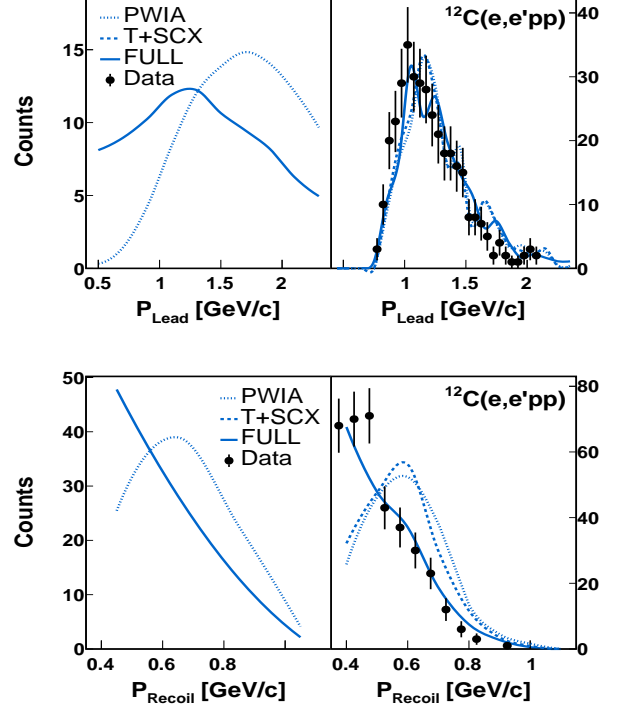 PWIA
T+SCX
FULL
Data
¹²C(e,e'pp)
15
10
5
0
Counts
40
30
20
10
0
0.5 1 1.5 2
1 1.5 2
P_Lead [GeV/c]
P_Lead [GeV/c]
PWIA
T+SCX
FULL
Data
¹²C(e,e'pp)
50
40
30
20
10
0
Counts
80
60
40
20
0
0.4 0.6 0.8 1
0.4 0.6 0.8 1
P_Recoil [GeV/c]
P_Recoil [GeV/c]